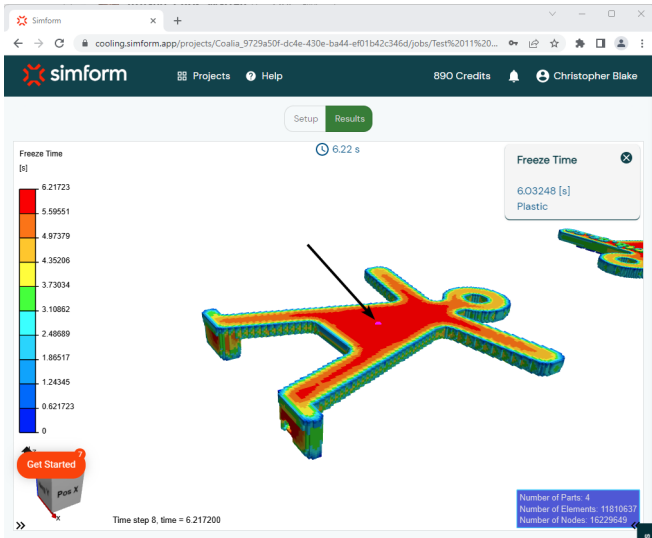 Simform
cooling.simform.app/projects/Coalia_9729a50f-dc4e-430e-ba44-ef01b42c346d/jobs/Test%2011%20...
simform
Projects
Help
890 Credits
Christopher Blake
Setup
Results
6.22 s
Freeze Time
[s]
6.21723
5.59551
4.97379
4.35206
3.73034
3.10862
2.48689
1.86517
1.24345
0.621723
0
Freeze Time
6.03248 [s]
Plastic
7
Get Started
Pos X
X
Time step 8, time = 6.217200
Number of Parts: 4
Number of Elements: 11810637
Number of Nodes: 16229649